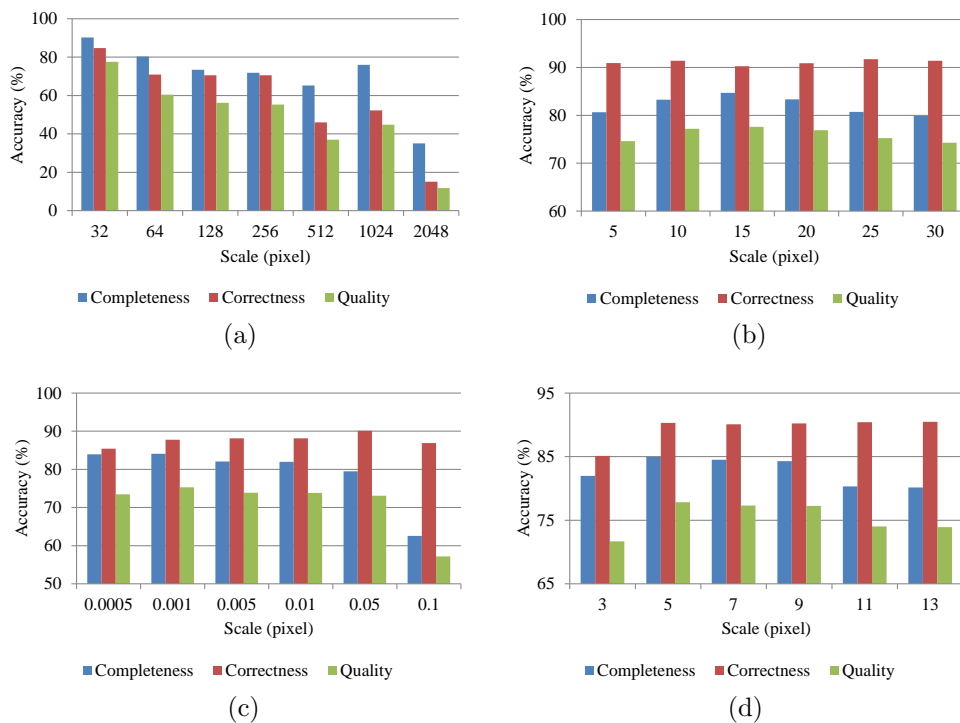 100
80
60
40
20
0
Accuracy (%)
32 64 128 256 512 1024 2048
Scale (pixel)
Completeness Correctness Quality
(a)
100
90
80
70
60
Accuracy (%)
5 10 15 20 25 30
Scale (pixel)
Completeness Correctness Quality
(b)
100
90
80
70
60
50
Accuracy (%)
0.0005 0.001 0.005 0.01 0.05 0.1
Scale (pixel)
Completeness Correctness Quality
(c)
95
85
75
65
Accuracy (%)
3 5 7 9 11 13
Scale (pixel)
Completeness Correctness Quality
(d)